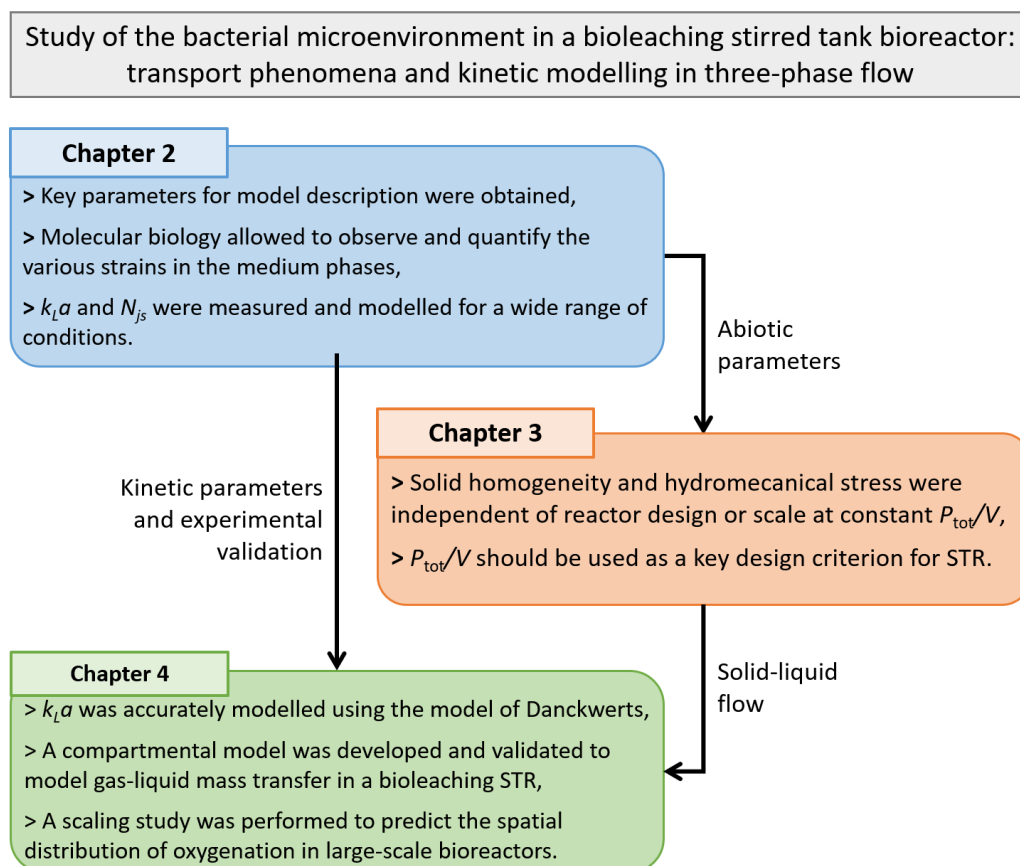 Study of the bacterial microenvironment in a bioleaching stirred tank bioreactor:
transport phenomena and kinetic modelling in three-phase flow
Chapter 2
> Key parameters for model description were obtained,
> Molecular biology allowed to observe and quantify the
various strains in the medium phases,
> kLa and Njs were measured and modelled for a wide range of
conditions.
Abiotic
parameters
Chapter 3
> Solid homogeneity and hydromecanical stress were
independent of reactor design or scale at constant Ptot/V,
> Ptot/V should be used as a key design criterion for STR.
Kinetic parameters
and experimental
validation
Solid-liquid
flow
Chapter 4
> kLa was accurately modelled using the model of Danckwerts,
> A compartmental model was developed and validated to
model gas-liquid mass transfer in a bioleaching STR,
> A scaling study was performed to predict the spatial
distribution of oxygenation in large-scale bioreactors.